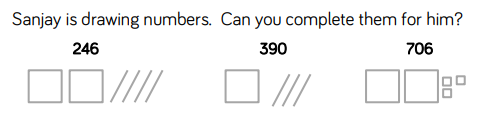 Sanjay is drawing numbers. Can you complete them for him?
246 390 706